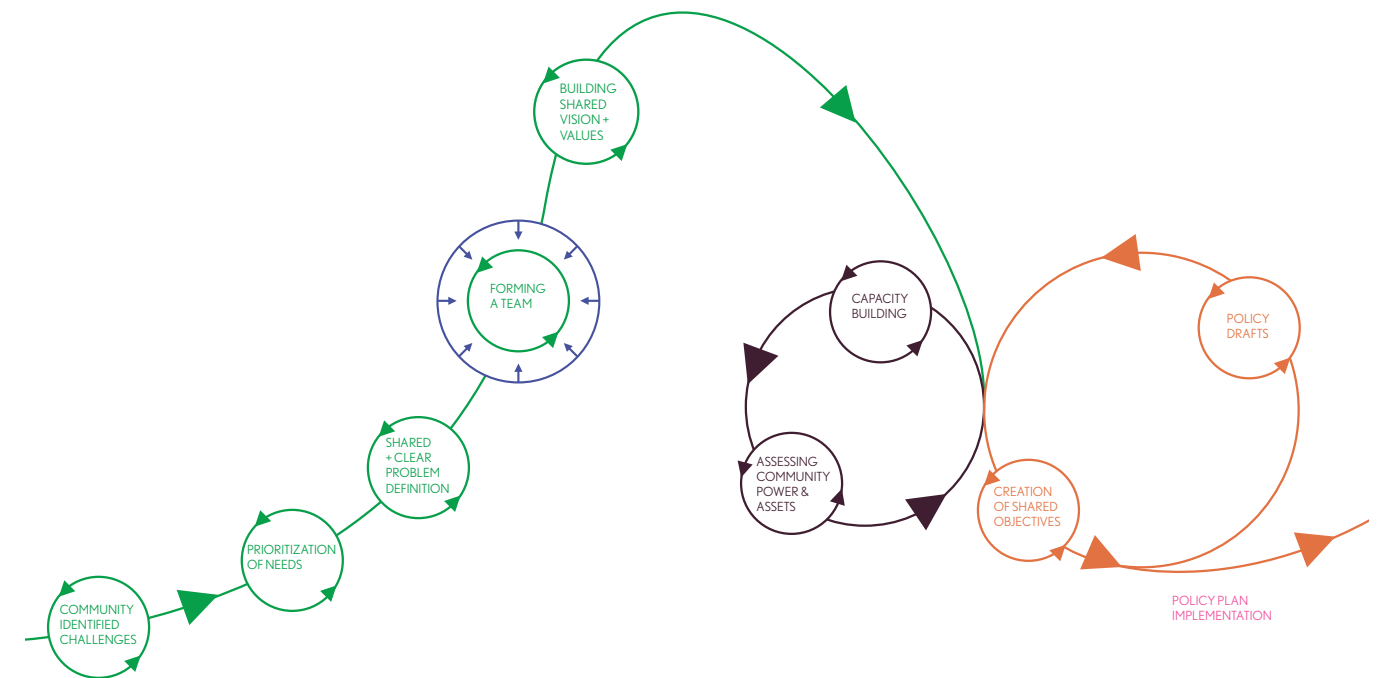 COMMUNITY
IDENTIFIED
CHALLENGES
PRIORITIZATION
OF NEEDS
SHARED
+ CLEAR
PROBLEM
DEFINITION
FORMING
A TEAM
BUILDING
SHARED
VISION +
VALUES
CAPACITY
BUILDING
ASSESSING
COMMUNITY
POWER &
ASSETS
CREATION
OF SHARED
OBJECTIVES
POLICY
DRAFTS
POLICY PLAN
IMPLEMENTATION